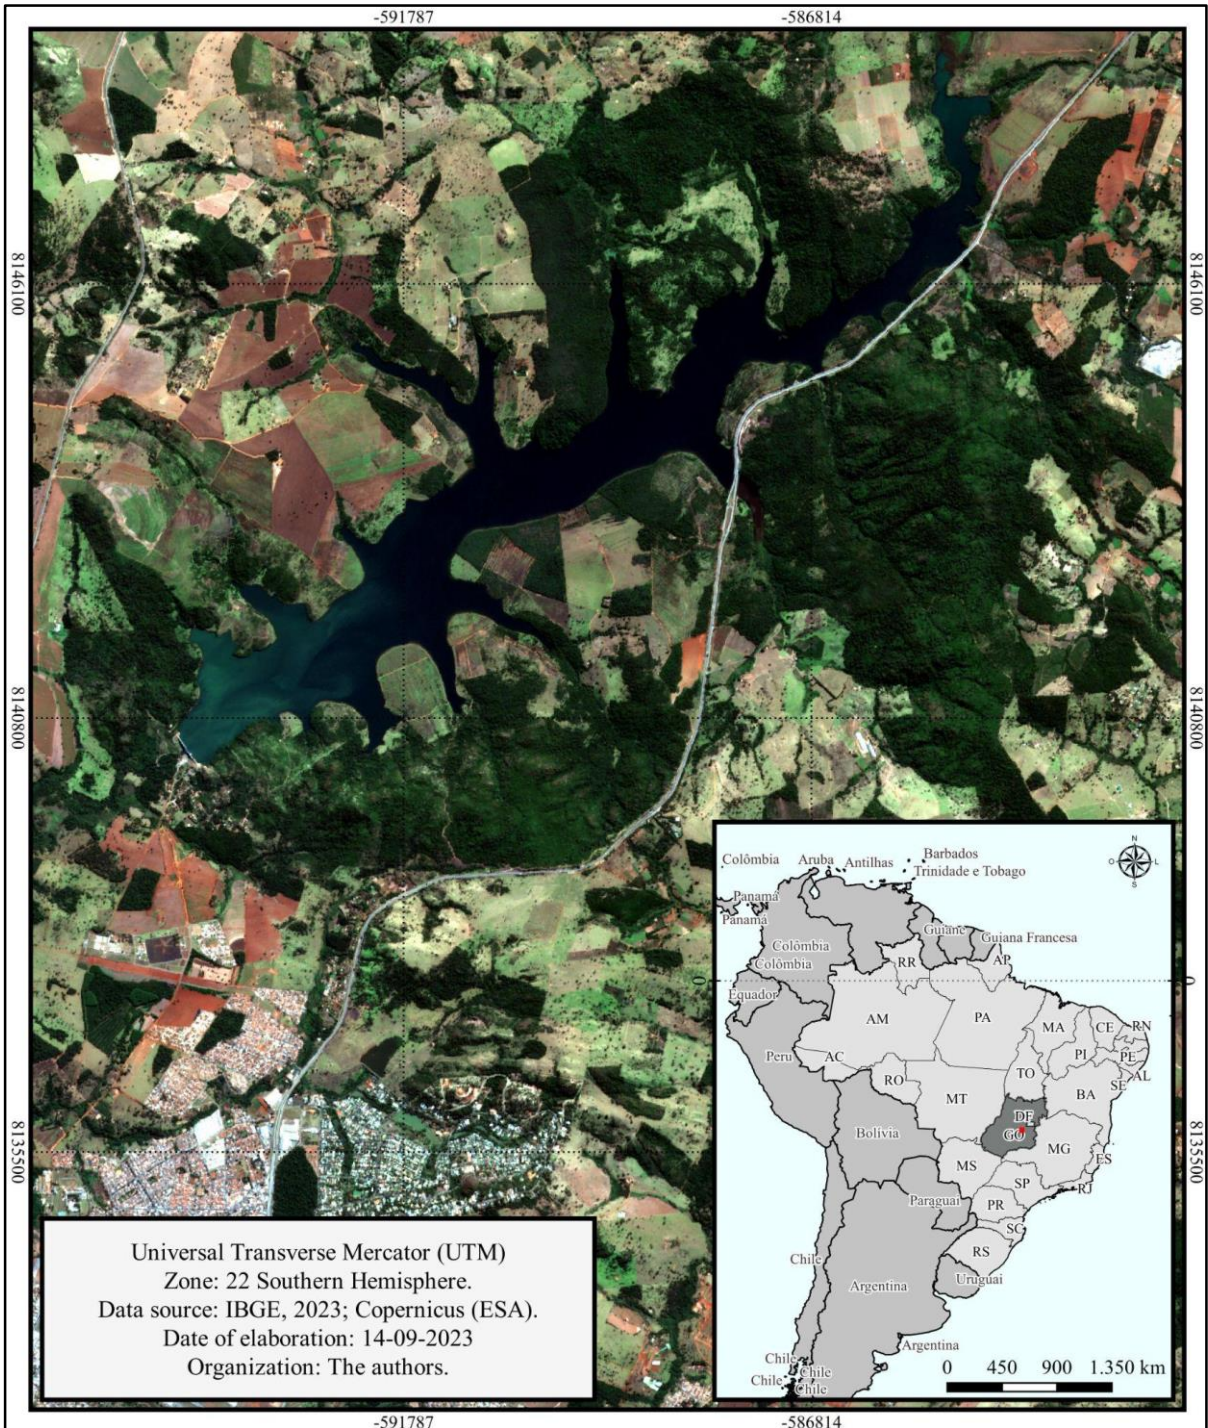 -591787
-586814
8146100
8146100
8140800
8140800
8135500
8135500
-591787
-586814
Universal Transverse Mercator (UTM)
Zone: 22 Southern Hemisphere.
Data source: IBGE, 2023; Copernicus (ESA).
Date of elaboration: 14-09-2023
Organization: The authors.
N
O
L
S
Colômbia
Aruba
Antilhas
Barbados
Trinidade e Tobago
Panamá
Panamá
Guiane
Guiana Francesa
Colômbia
Colômbia
RR
AP
0
0
Equador
AM
PA
MA
CE
RN
Peru
AC
PI
PE
TO
AL
RO
SE
MT
BA
DF
GO
Bolívia
MG
ES
MS
SP
RJ
Paraguai
PR
SC
RS
Chile
Argentina
Uruguai
Argentina
Chile
Chile
Chile
Chile
0 450 900 1.350 km